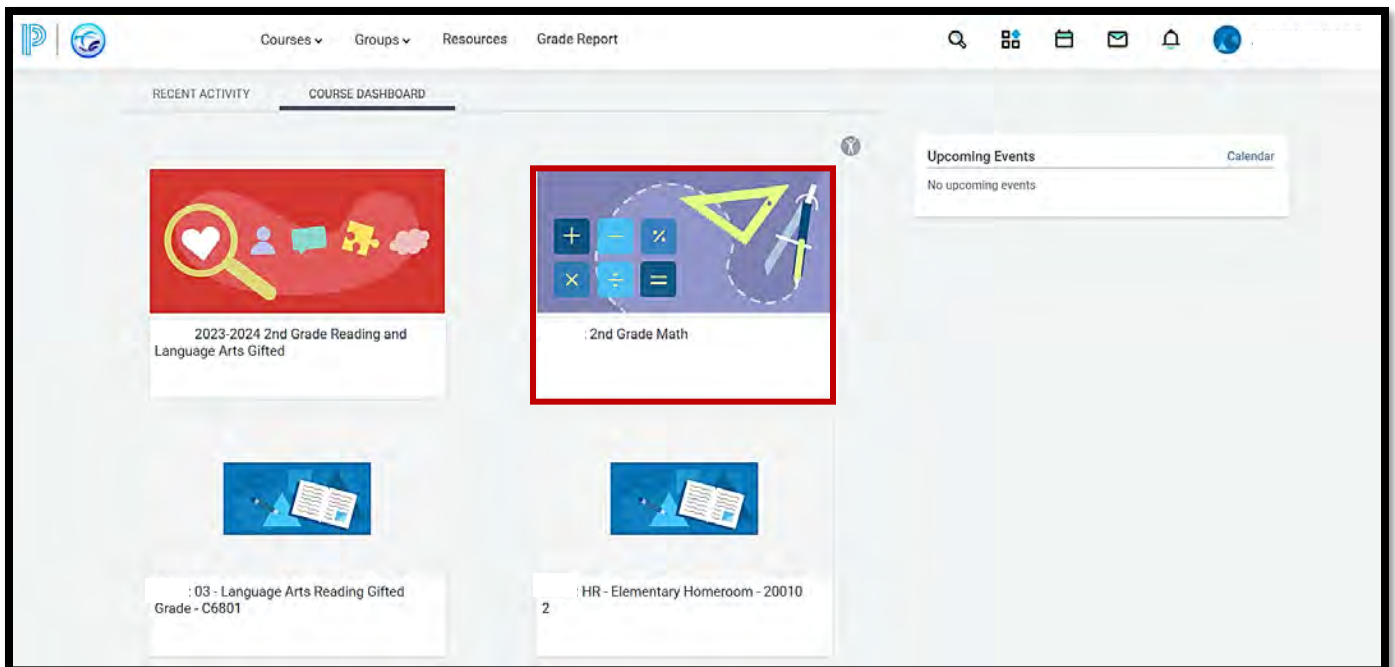 Courses Groups Resources Grade Report
RECENT ACTIVITY COURSE DASHBOARD
Upcoming Events Calendar
No upcoming events
2023-2024 2nd Grade Reading and
Language Arts Gifted
: 2nd Grade Math
: 03 - Language Arts Reading Gifted
Grade - C6801
: HR - Elementary Homeroom - 20010
2